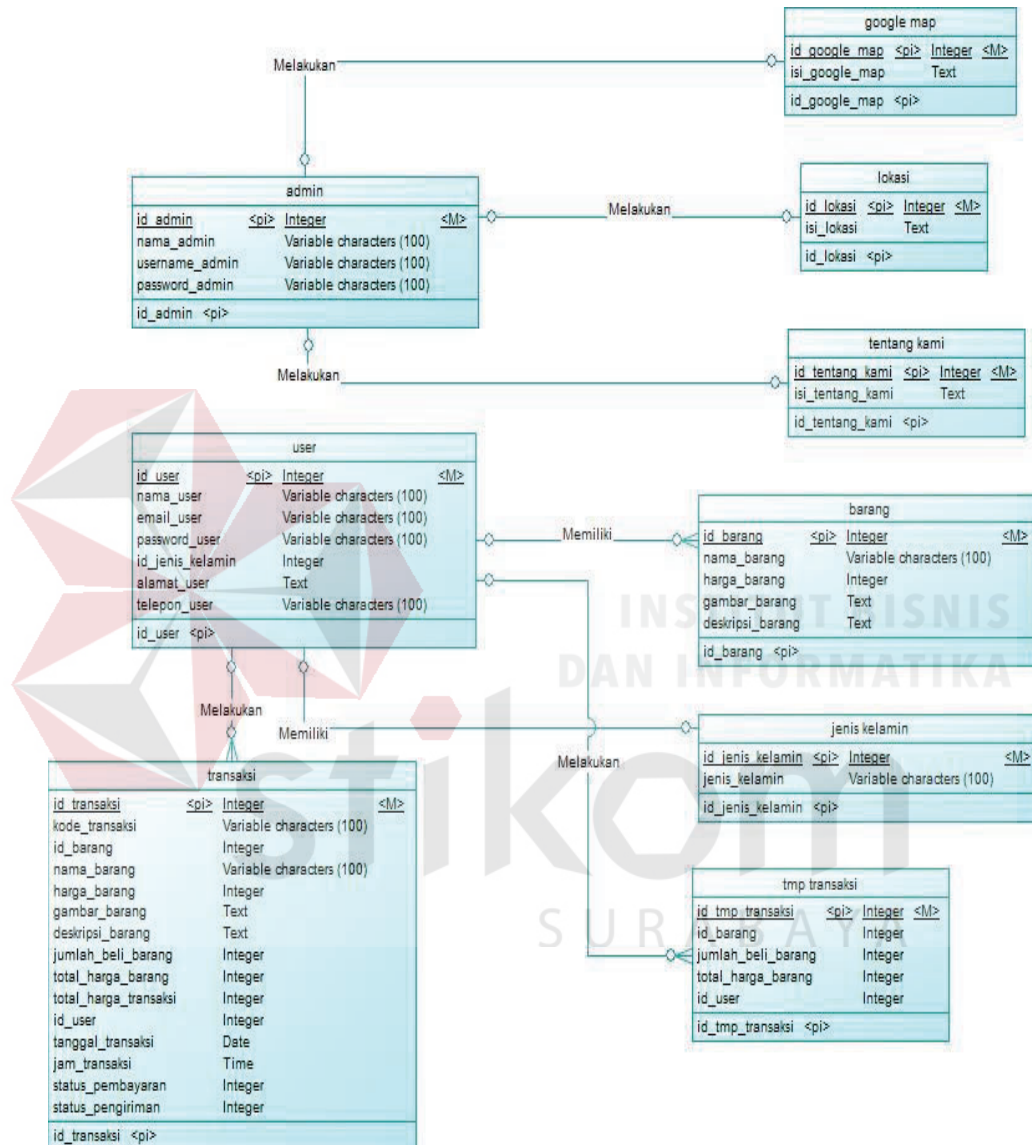 google map
id_google_map <pi> Integer <M>
isi_google_map Text
id_google_map <pi>
Melakukan
lokasi
id_lokasi <pi> Integer <M>
isi_lokasi Text
id_lokasi <pi>
Melakukan
admin
id_admin <pi> Integer <M>
nama_admin Variable characters (100)
username_admin Variable characters (100)
password_admin Variable characters (100)
id_admin <pi>
Melakukan
tentang kami
id_tentang_kami <pi> Integer <M>
isi_tentang_kami Text
id_tentang_kami <pi>
user
id_user <pi> Integer <M>
nama_user Variable characters (100)
email_user Variable characters (100)
password_user Variable characters (100)
id_jenis_kelamin Integer
alamat_user Text
telepon_user Variable characters (100)
id_user <pi>
Memiliki
barang
id_barang <pi> Integer <M>
nama_barang Variable characters (100)
harga_barang Integer
gambar_barang Text
deskripsi_barang Text
id_barang <pi>
INSTITUT BISNIS
DAN INFORMATIKA
Melakukan
Memiliki
jenis kelamin
id_jenis_kelamin <pi> Integer <M>
jenis_kelamin Variable characters (100)
id_jenis_kelamin <pi>
Melakukan
stikom
SURABAYA
transaksi
id_transaksi <pi> Integer <M>
kode_transaksi Variable characters (100)
id_barang Integer
nama_barang Variable characters (100)
harga_barang Integer
gambar_barang Text
deskripsi_barang Text
jumlah_beli_barang Integer
total_harga_barang Integer
total_harga_transaksi Integer
id_user Integer
tanggal_transaksi Date
jam_transaksi Time
status_pembayaran Integer
status_pengiriman Integer
id_transaksi <pi>
tmp transaksi
id_tmp_transaksi <pi> Integer <M>
id_barang Integer
jumlah_beli_barang Integer
total_harga_barang Integer
id_user Integer
id_tmp_transaksi <pi>